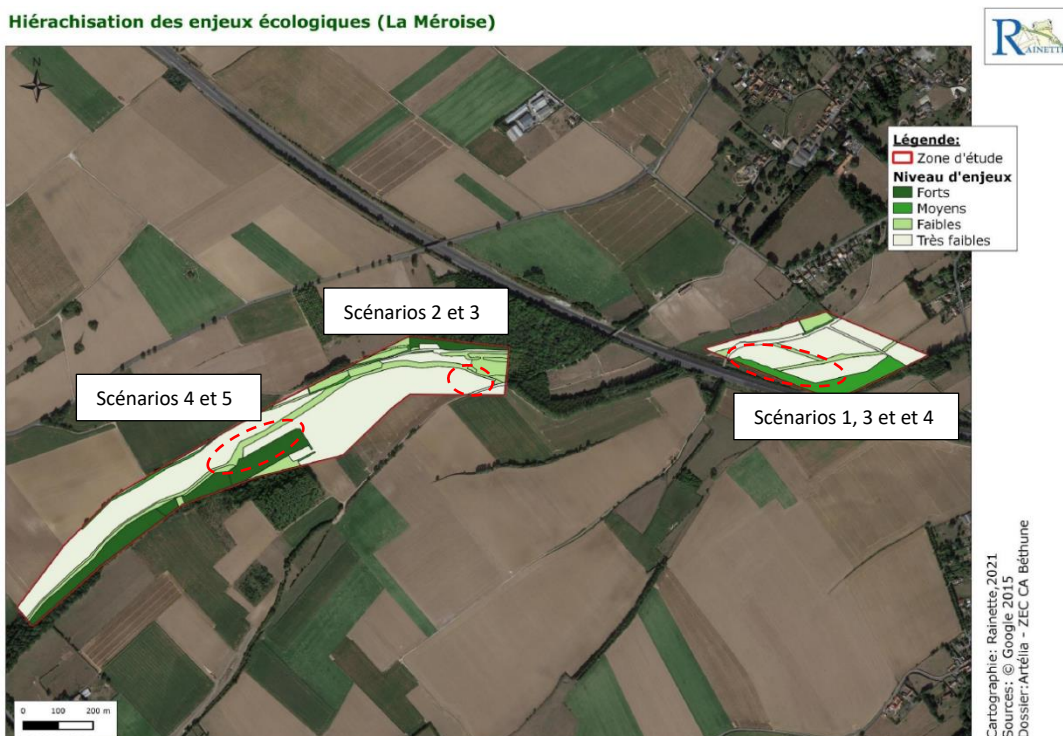 Hiérachisation des enjeux écologiques (La Méroise)
RAINETTE
N
Légende:
Zone d'étude
Niveau d'enjeux
Forts
Moyens
Faibles
Très faibles
Scénarios 2 et 3
Scénarios 4 et 5
Scénarios 1, 3 et et 4
0 100 200 m
Cartographie: Rainette,2021
Sources: © Google 2015
Dossier:Artélia - ZEC CA Béthune